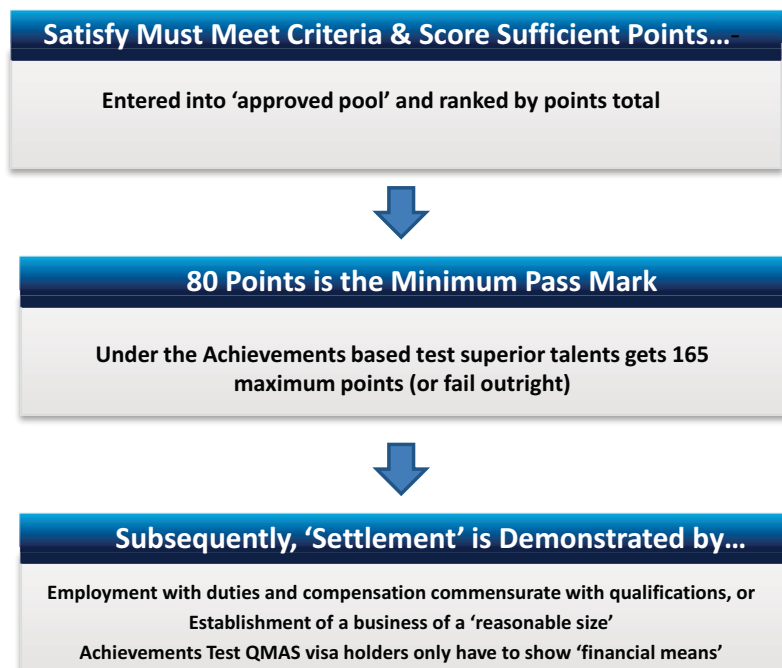 Satisfy Must Meet Criteria & Score Sufficient Points…-
Entered into ‘approved pool’ and ranked by points total
80 Points is the Minimum Pass Mark
Under the Achievements based test superior talents gets 165
maximum points (or fail outright)
Subsequently, ‘Settlement’ is Demonstrated by…
Employment with duties and compensation commensurate with qualifications, or
Establishment of a business of a ‘reasonable size’
Achievements Test QMAS visa holders only have to show ‘financial means’